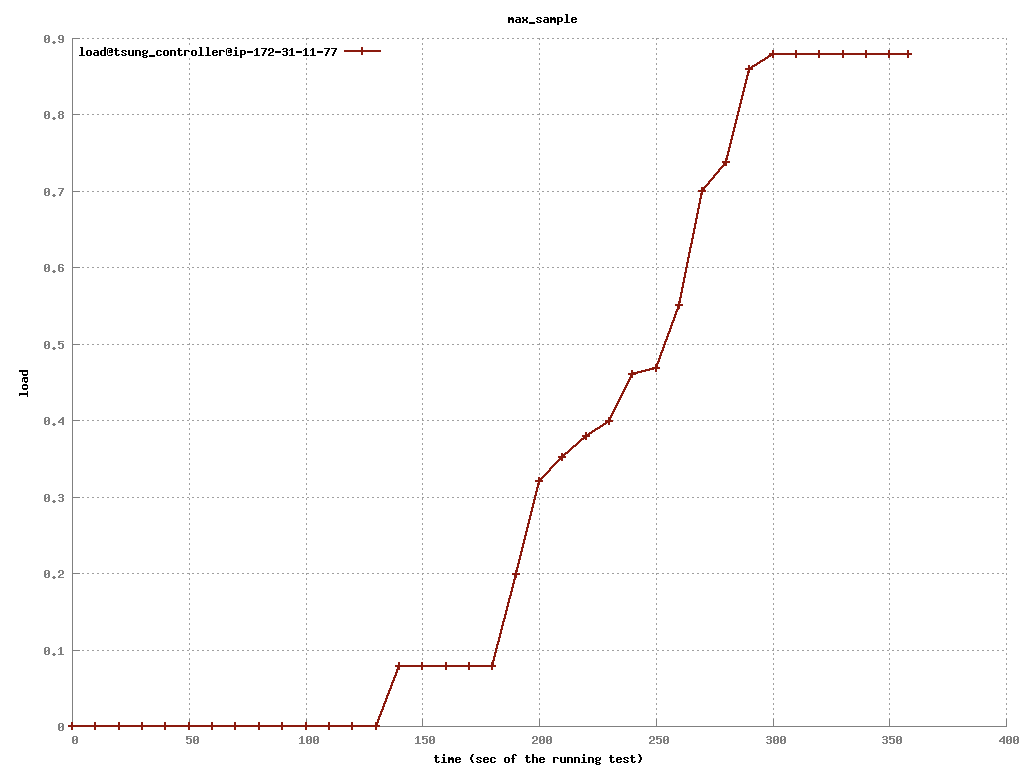 max_sample
load@tsung_controller@ip-172-31-11-77
0.9
0.8
0.7
0.6
0.5
0.4
0.3
0.2
0.1
0
load
0 50 100 150 200 250 300 350 400
time (sec of the running test)